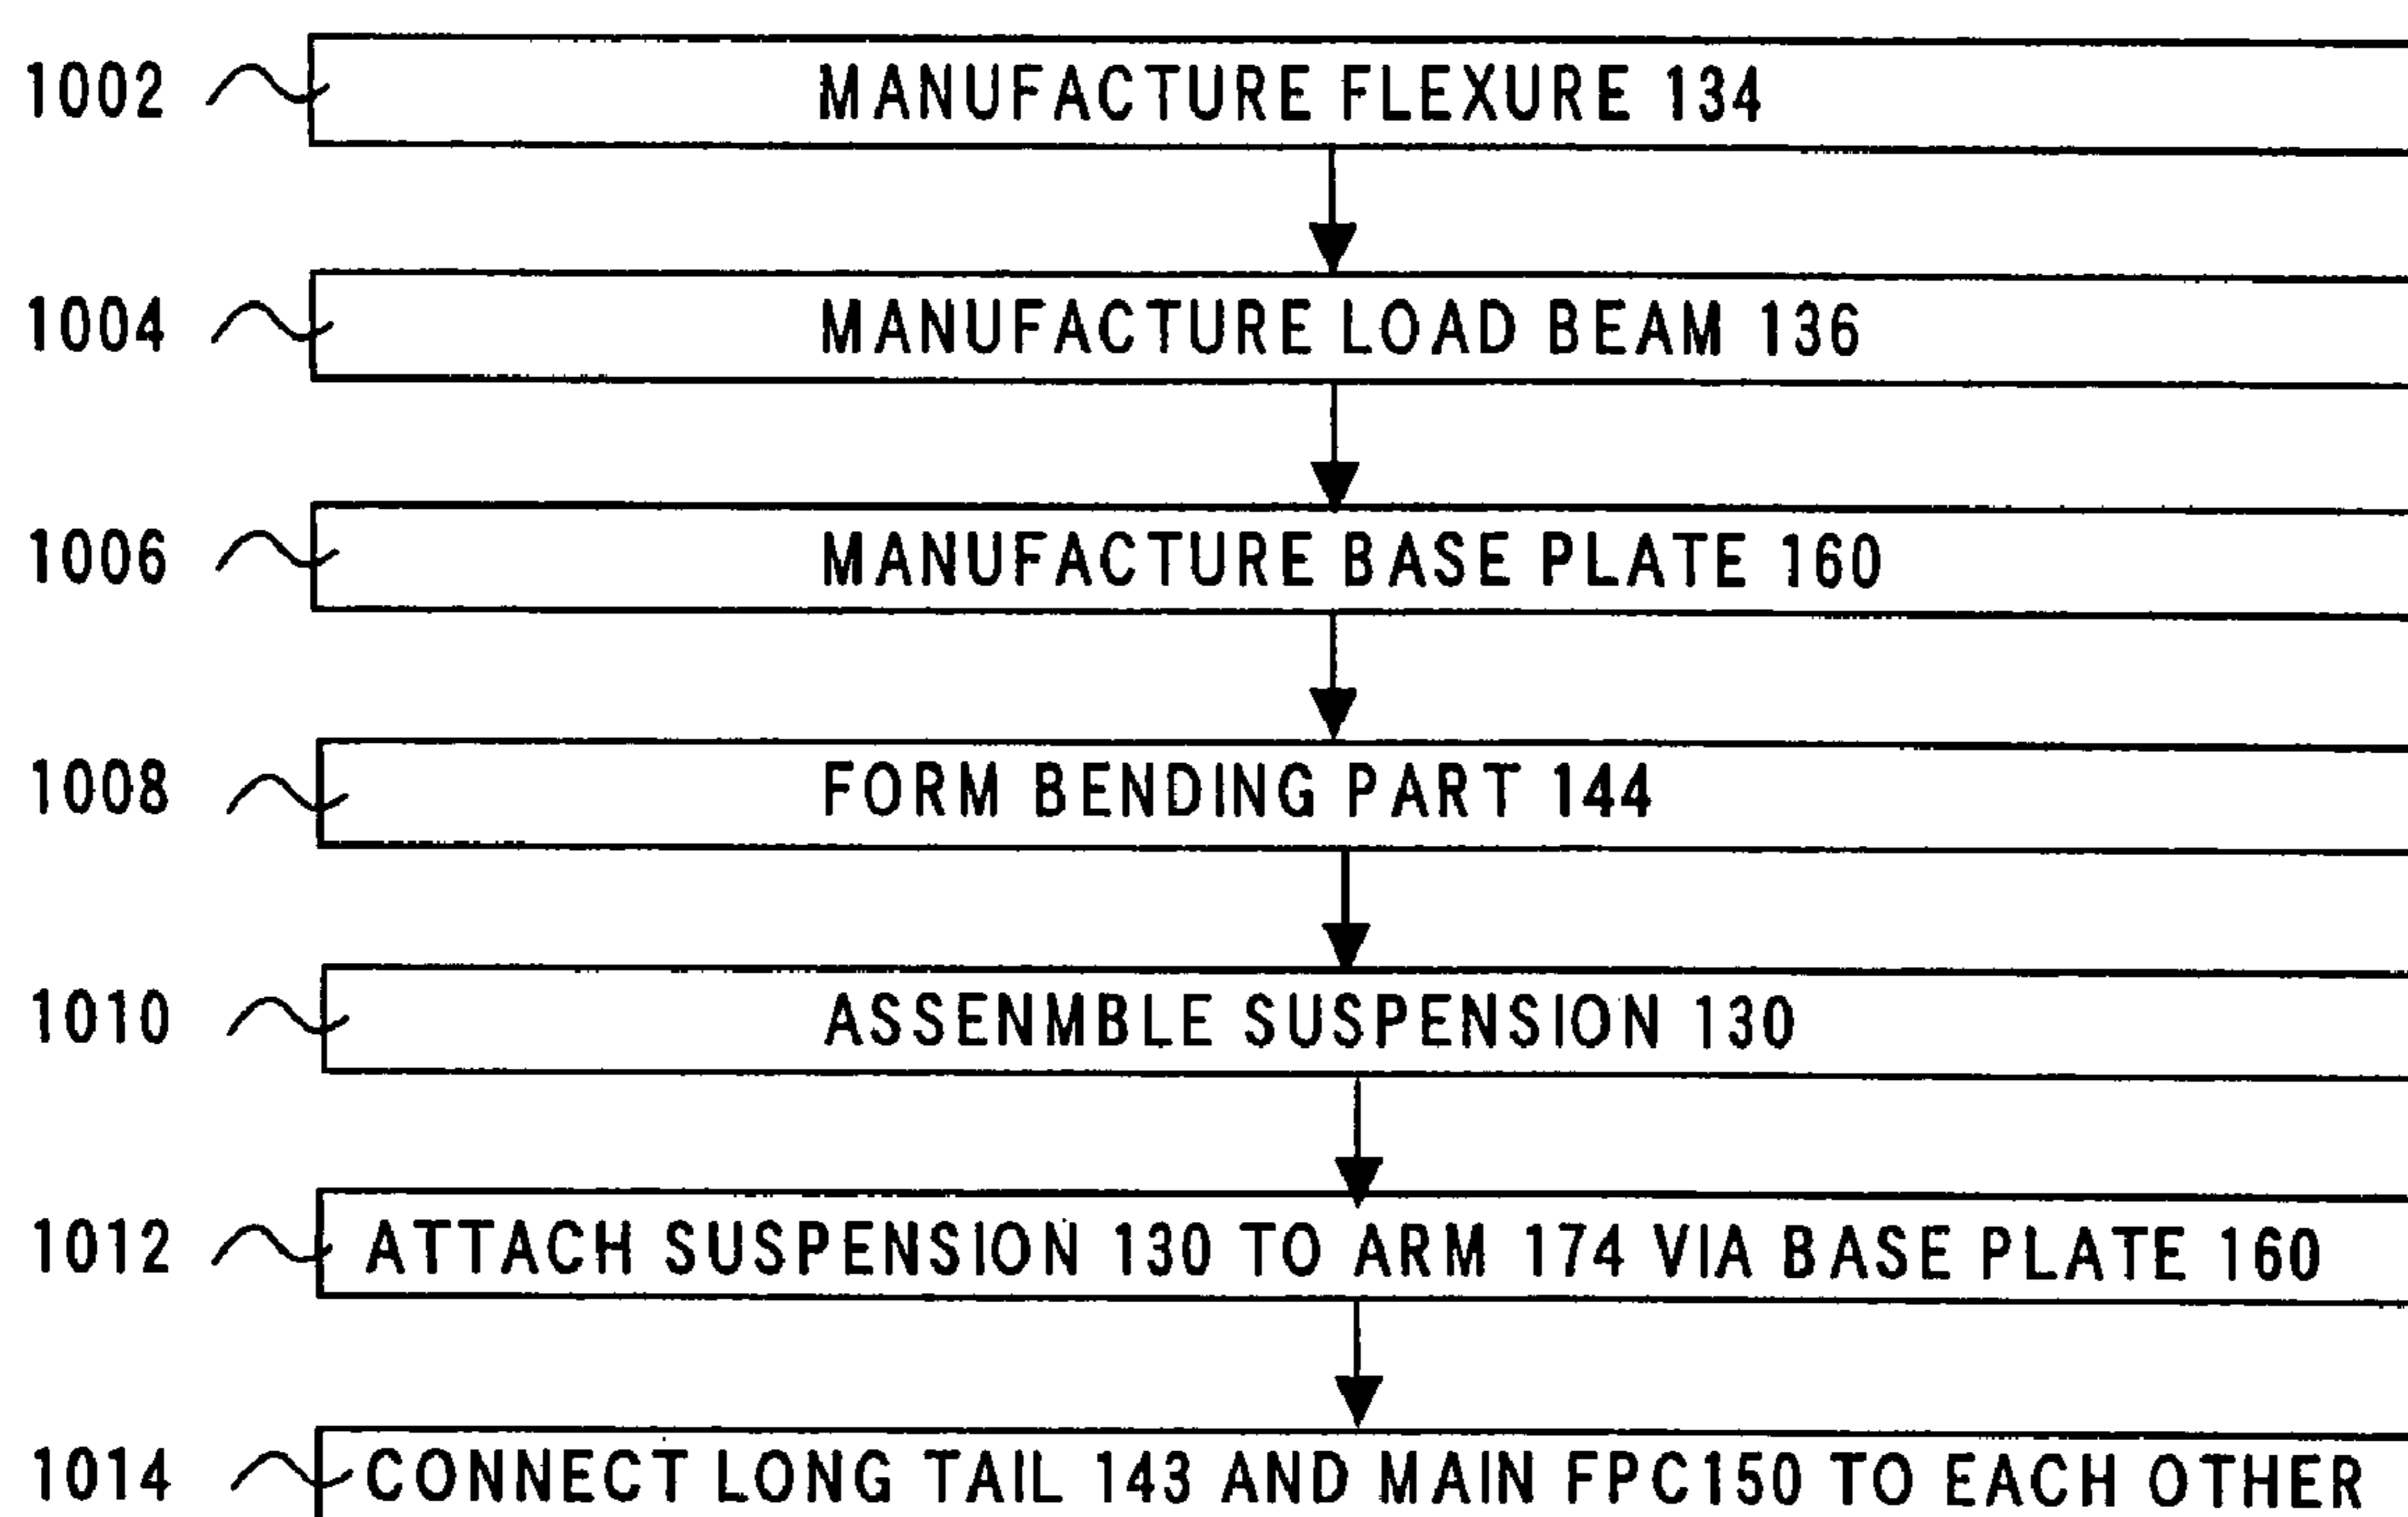 1002 MANUFACTURE FLEXURE 134
1004 MANUFACTURE LOAD BEAM 136
1006 MANUFACTURE BASE PLATE 160
1008 FORM BENDING PART 144
1010 ASSENMBLE SUSPENSION 130
1012 ATTACH SUSPENSION 130 TO ARM 174 VIA BASE PLATE 160
1014 CONNECT LONG TAIL 143 AND MAIN FPC150 TO EACH OTHER